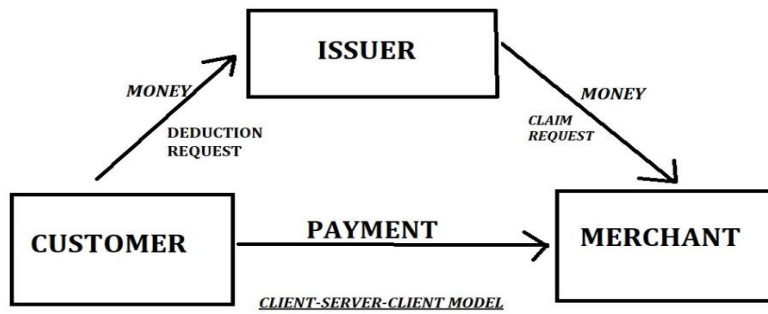 ISSUER
MONEY
MONEY
DEDUCTION
REQUEST
CLAIM
REQUEST
CUSTOMER
PAYMENT
MERCHANT
CLIENT-SERVER-CLIENT MODEL